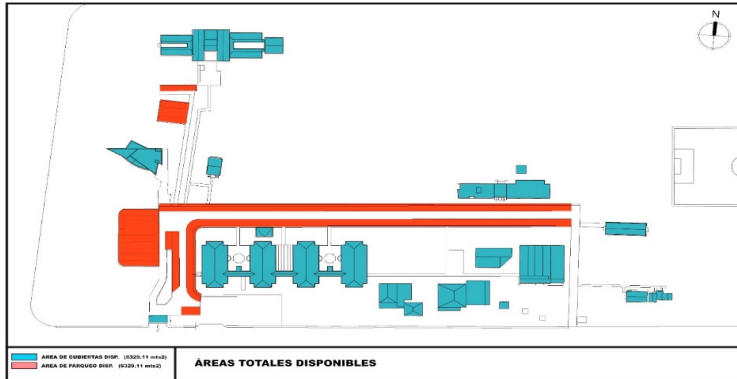 N
AREA DE CUBIERTAS DISP. (6329.11 mts2)
AREA DE PARQUEO DISP. (6329.11 mts2)
ÁREAS TOTALES DISPONIBLES